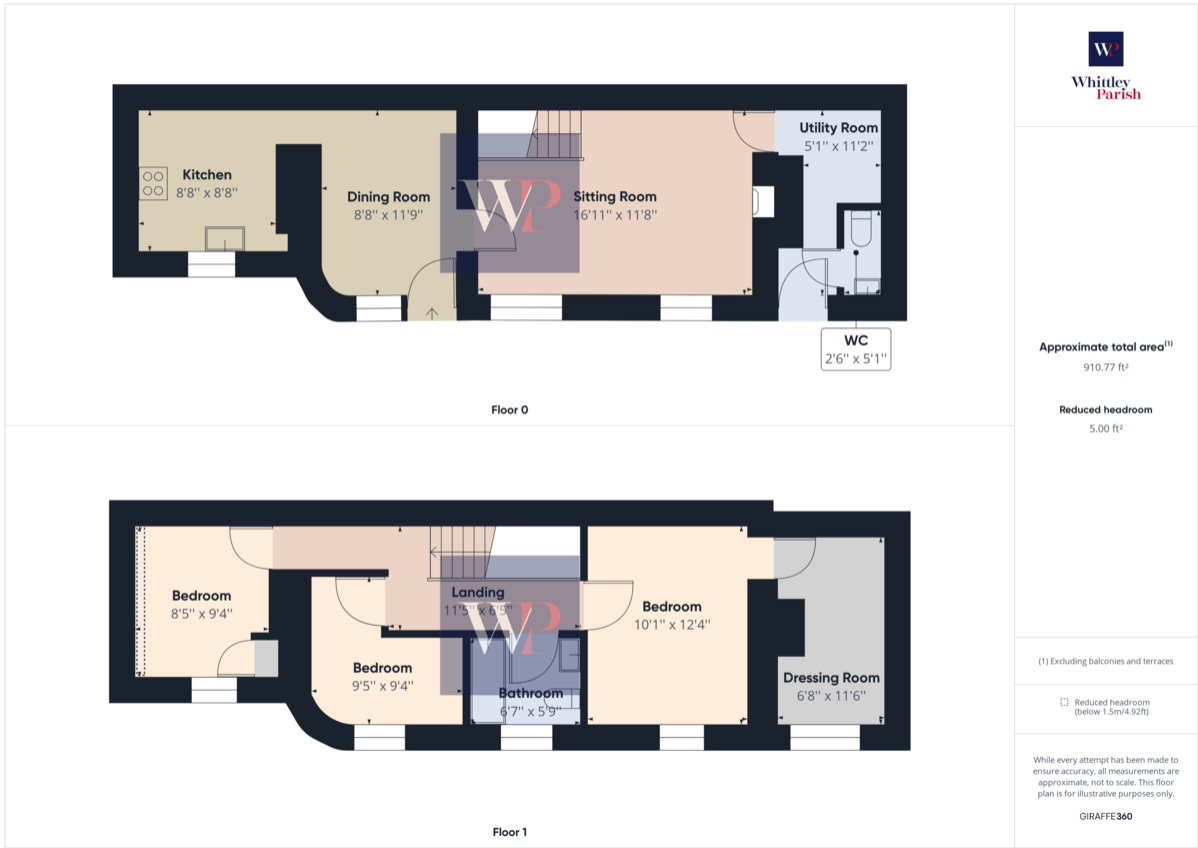 Kitchen
8'8" x 8'8"
Dining Room
8'8" x 11'9"
WP
Sitting Room
16'11" x 11'8"
Utility Room
5'1" x 11'2"
WC
2'6" x 5'1"
Floor 0
Bedroom
8'5" x 9'4"
Bedroom
9'5" x 9'4"
Landing
11'5" x 6'5"
WP
Bathroom
6'7" x 5'9"
Bedroom
10'1" x 12'4"
Dressing Room
6'8" x 11'6"
Floor 1
WP
Whittley
Parish
Approximate total area(1)
910.77 ft²
Reduced headroom
5.00 ft²
(1) Excluding balconies and terraces
Reduced headroom
(below 1.5m/4.92ft)
While every attempt has been made to
ensure accuracy, all measurements are
approximate, not to scale. This floor
plan is for illustrative purposes only.
GIRAFFE360